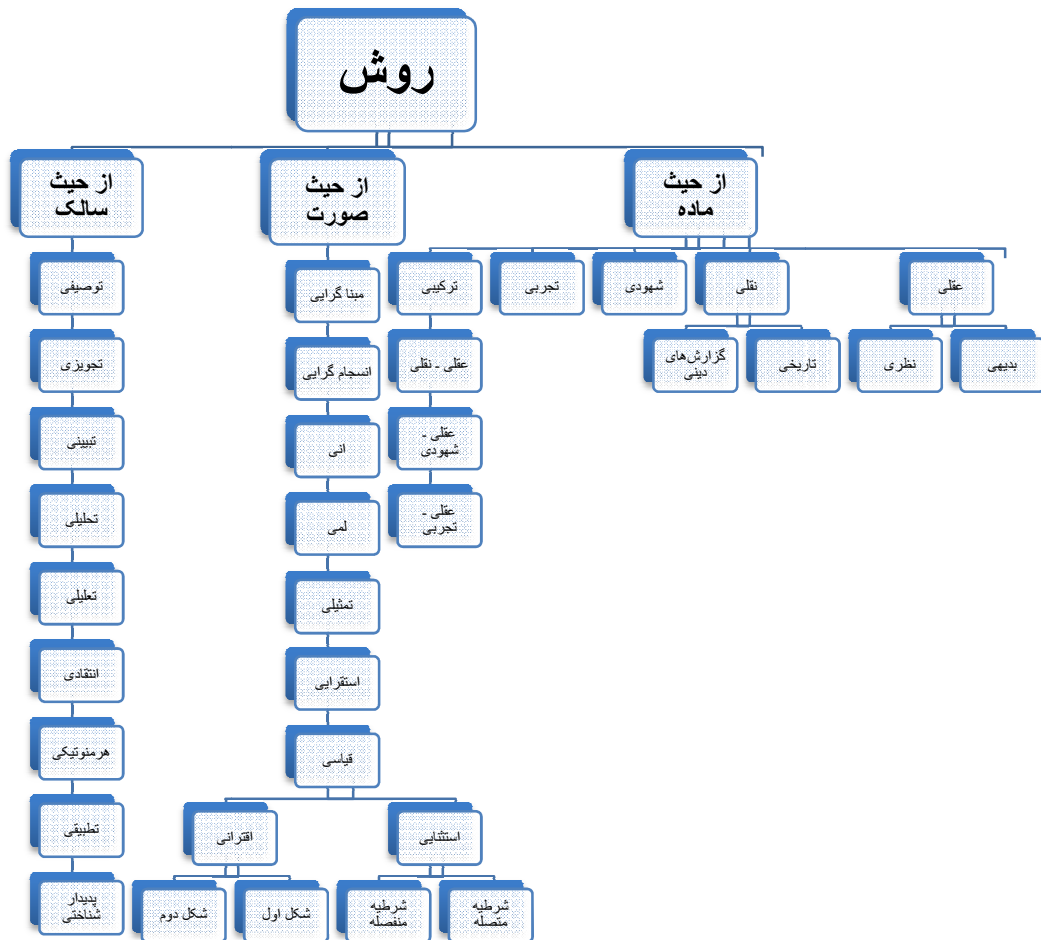 روش
از حیث
ماده
از حیث
صورت
از حیث
سالک
عقلی
نقلی
شهودی
تجربی
ترکیبی
بدیهی
نظری
تاریخی
گزارش‌های
دینی
عقلی ـ نقلی
عقلی ـ
شهودی
عقلی ـ
تجربی
مبنا گرایی
انسجام گرایی
انی
لمی
تمثیلی
استقرایی
قیاسی
استثنایی
اقترانی
شرطیه
متصله
شرطیه
منفصله
شکل اول
شکل دوم
توصیفی
تجویزی
تبیینی
تحلیلی
تعلیلی
انتقادی
هرمنوتیکی
تطبیقی
پدیدار
شناختی